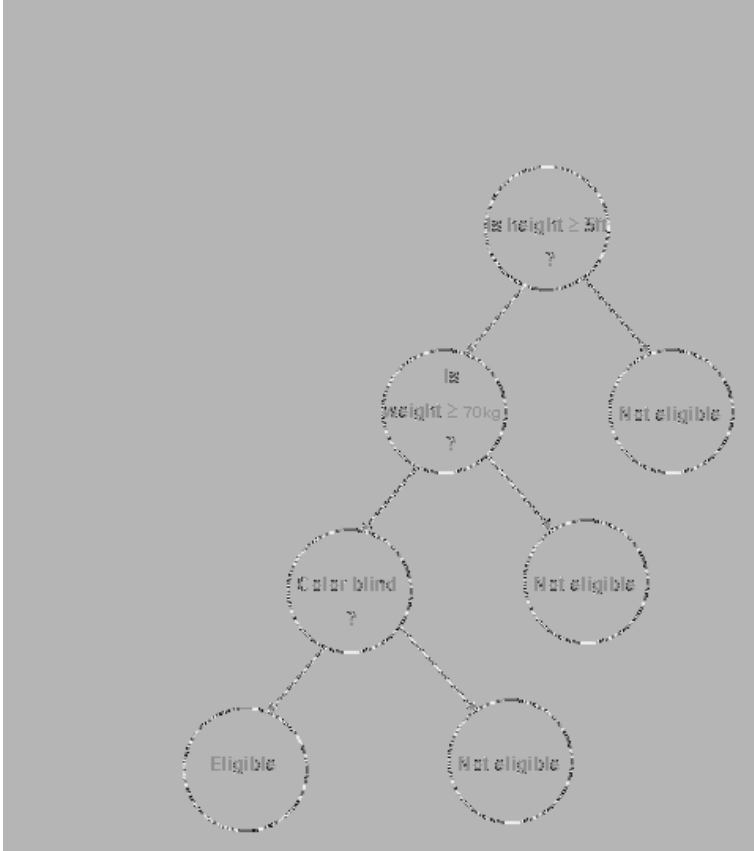 Is height ≥ 5ft
?
Is
weight ≥ 70kg
?
Not eligible
Color blind
?
Not eligible
Eligible
Not eligible